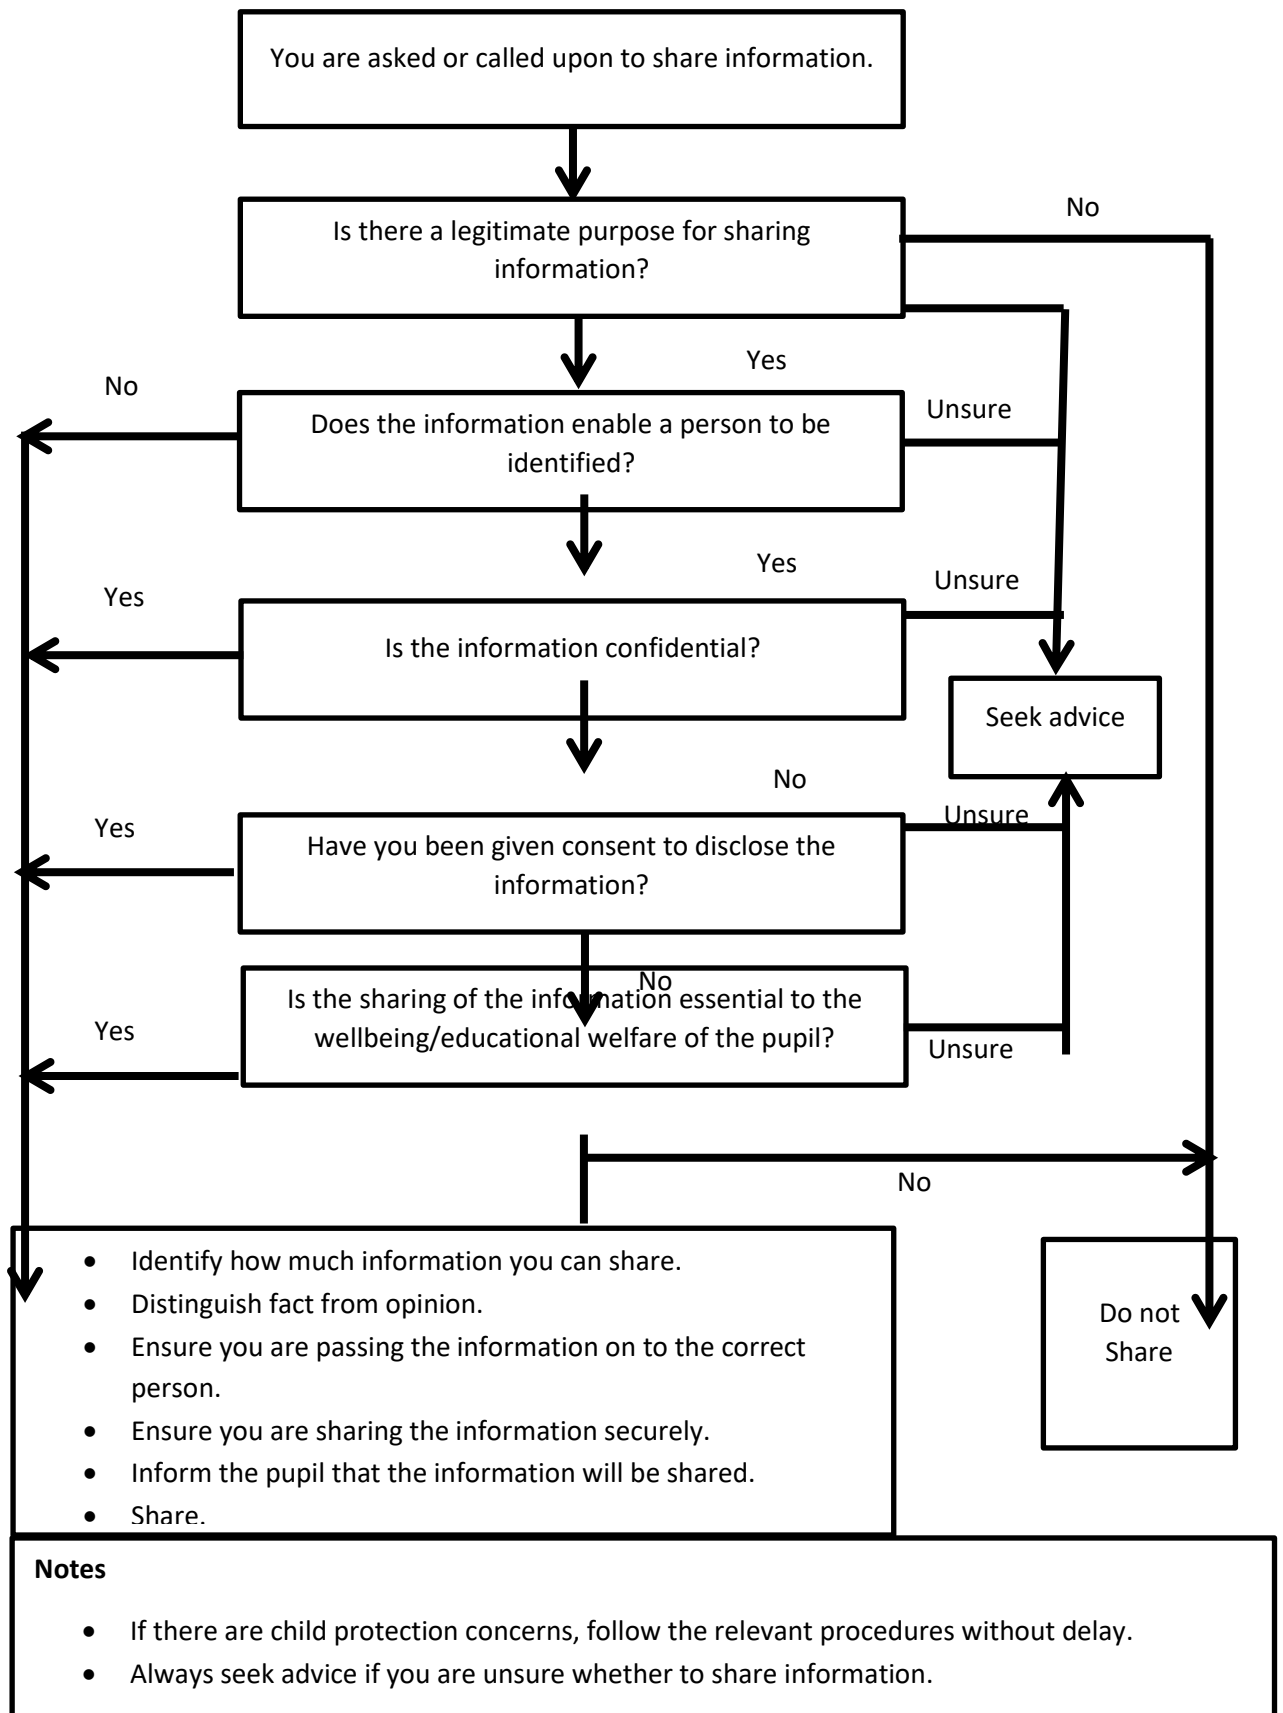 You are asked or called upon to share information.
No
Is there a legitimate purpose for sharing
information?
Yes
No
Unsure
Does the information enable a person to be
identified?
Yes
Unsure
Yes
Is the information confidential?
Seek advice
No
Unsure
Yes
Have you been given consent to disclose the
information?
No
Is the sharing of the information essential to the
wellbeing/educational welfare of the pupil?
Yes
Unsure
No
• Identify how much information you can share.
• Distinguish fact from opinion.
• Ensure you are passing the information on to the correct
person.
• Ensure you are sharing the information securely.
• Inform the pupil that the information will be shared.
• Share.
Do not
Share
Notes
• If there are child protection concerns, follow the relevant procedures without delay.
• Always seek advice if you are unsure whether to share information.